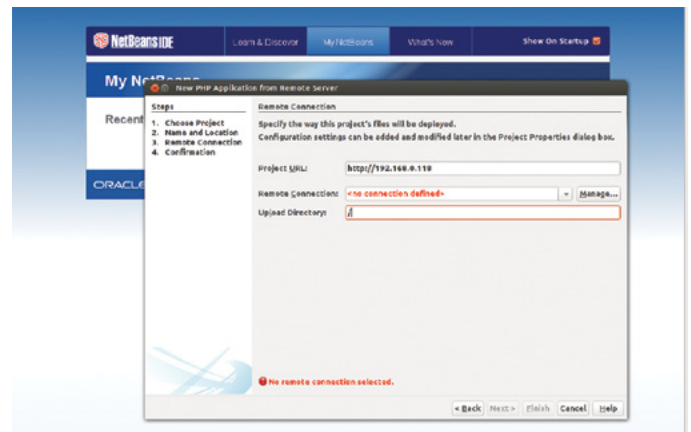 NetBeans IDE
Learn & Discover
My NetBeans
What's New
Show On Startup
My NetBeans
New PHP Application from Remote Server
Recent
ORACLE
Steps
1. Choose Project
2. Name and Location
3. Remote Connection
4. Confirmation
Remote Connection
Specify the way this project's files will be deployed.
Configuration settings can be added and modified later in the Project Properties dialog box.
Project URL: http://192.168.0.110
Remote Connection: <no connection defined> Manage...
Upload Directory: /
No remote connection selected.
< Back Next > Finish Cancel Help